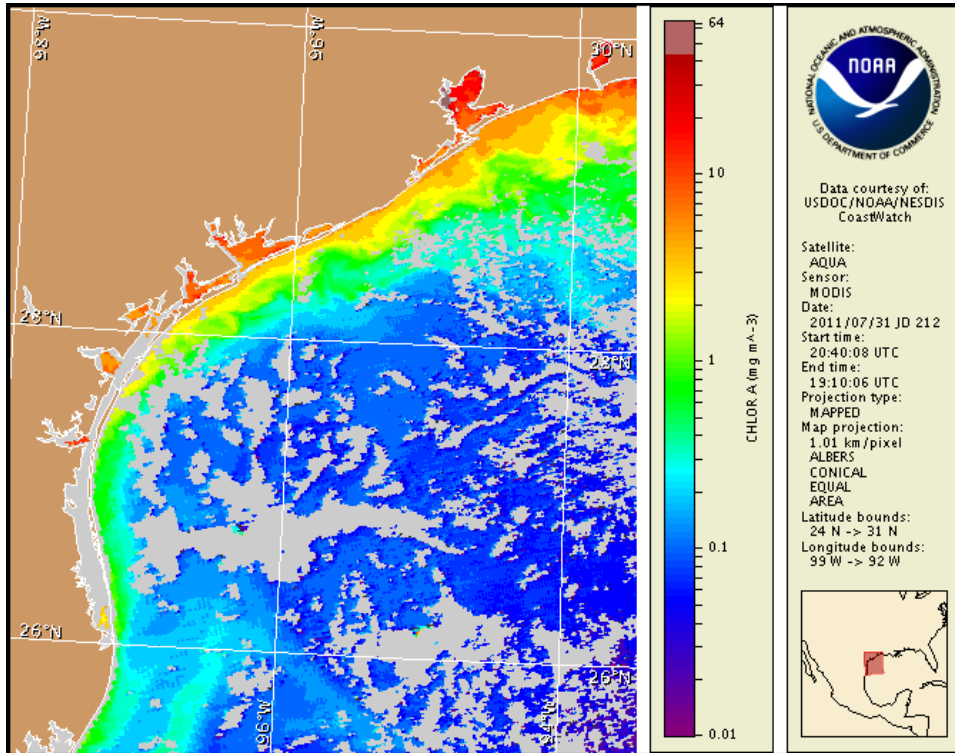 98°W
96°W
30°N
28°N
28°N
26°N
26°N
96°W
64
10
1
0.1
0.01
CHLOR A (mg m^-3)
NATIONAL OCEANIC AND ATMOSPHERIC ADMINISTRATION
NOAA
U.S. DEPARTMENT OF COMMERCE
Data courtesy of:
USDOC/NOAA/NESDIS
CoastWatch
Satellite:
AQUA
Sensor:
MODIS
Date:
2011/07/31 JD 212
Start time:
20:40:08 UTC
End time:
19:10:06 UTC
Projection type:
MAPPED
Map projection:
1.01 km/pixel
ALBERS
CONICAL
EQUAL
AREA
Latitude bounds:
24 N -> 31 N
Longitude bounds:
99 W -> 92 W